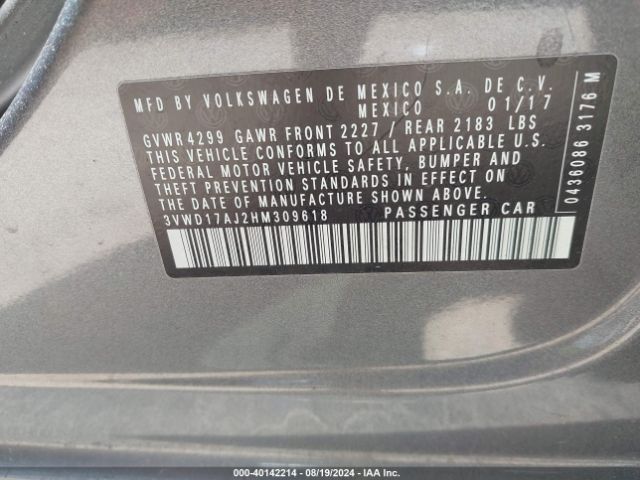 MFD BY VOLKSWAGEN DE MEXICO S.A. DE C.V.
MEXICO 01/17
GVWR 4299 GAWR FRONT 2227 / REAR 2183 LBS
THIS VEHICLE CONFORMS TO ALL APPLICABLE U.S.
FEDERAL MOTOR VEHICLE SAFETY, BUMPER AND
THEFT PREVENTION STANDARDS IN EFFECT ON
THE DATE OF MANUFACTURE SHOWN ABOVE.
3VWD17AJ2HM309618 PASSENGER CAR
0436086 3176 M
000-40142214 - 08/19/2024 - IAAI.com